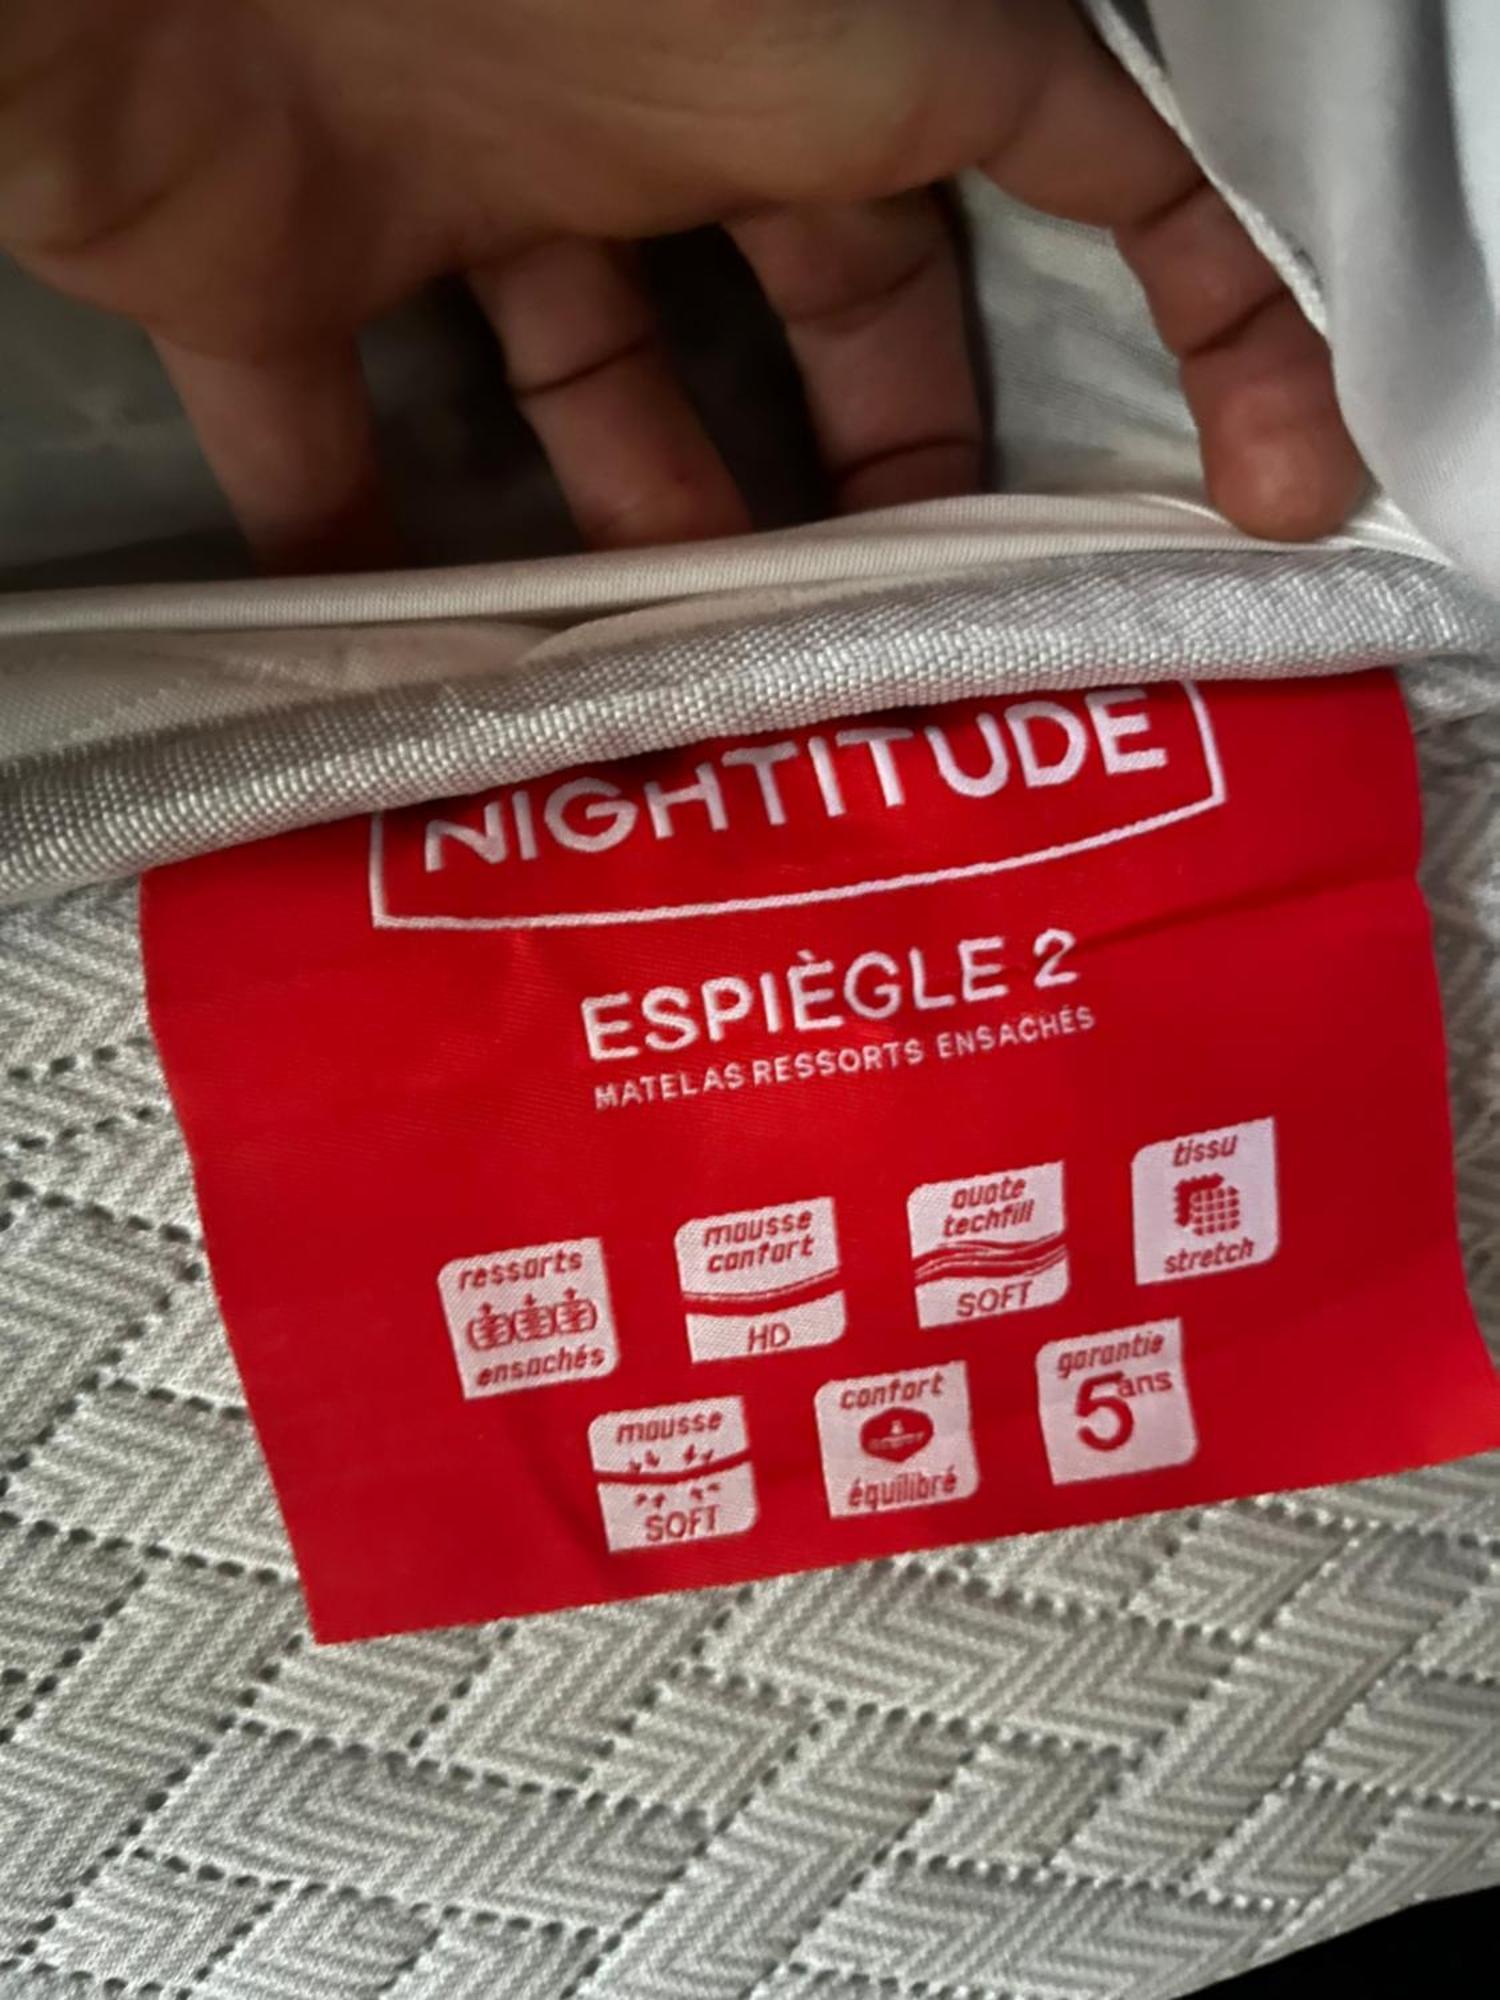 NIGHTITUDE
ESPIÈGLE 2
MATELAS RESSORTS ENSACHÉS
ressorts
ensachés
mousse
confort
HD
ouate
techfill
SOFT
tissu
stretch
mousse
SOFT
confort
équilibré
garantie
5 ans